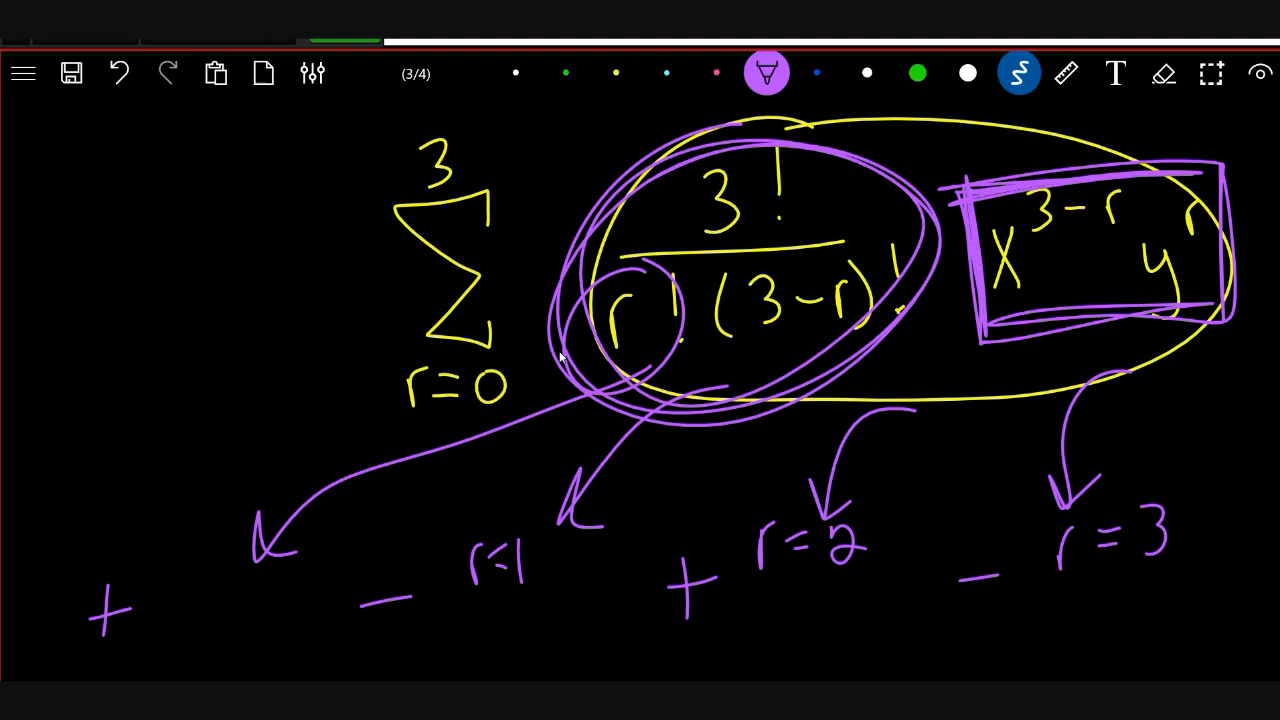 (3/4)
T
3
Σ
r=0
3!
r! (3-r)!
x^{3-r} y^r
r=1
r=2
r=3
+ - + -